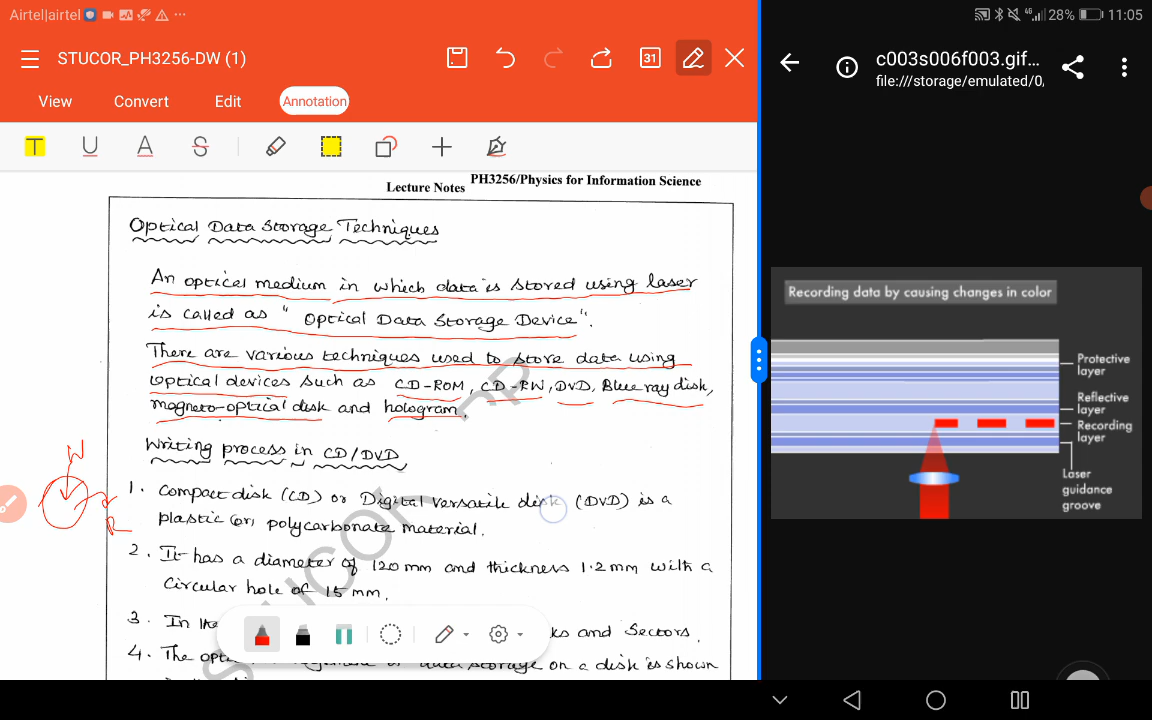 Airtel|airtel
28% 11:05
STUCOR_PH3256-DW (1)
31
View Convert Edit Annotation
T U A S
Lecture Notes PH3256/Physics for Information Science
Optical Data Storage Techniques
An optical medium in which data is stored using laser
is called as " Optical Data Storage Device".
There are various techniques used to store data using
optical devices such as CD-ROM, CD-RW, DVD, Blue ray disk,
magneto-optical disk and hologram.
Writing process in CD/DVD
W
R
1. Compact disk (CD) or Digital Versatile disk (DVD) is a
plastic (or) polycarbonate material.
2. It has a diameter of 120 mm and thickness 1.2 mm with a
circular hole of 15 mm.
3. In the ks and Sectors.
4. The data storage on a disk is shown
STUCOR
c003s006f003.gif...
file:///storage/emulated/0/
Recording data by causing changes in color
Protective
layer
Reflective
layer
Recording
layer
Laser
guidance
groove